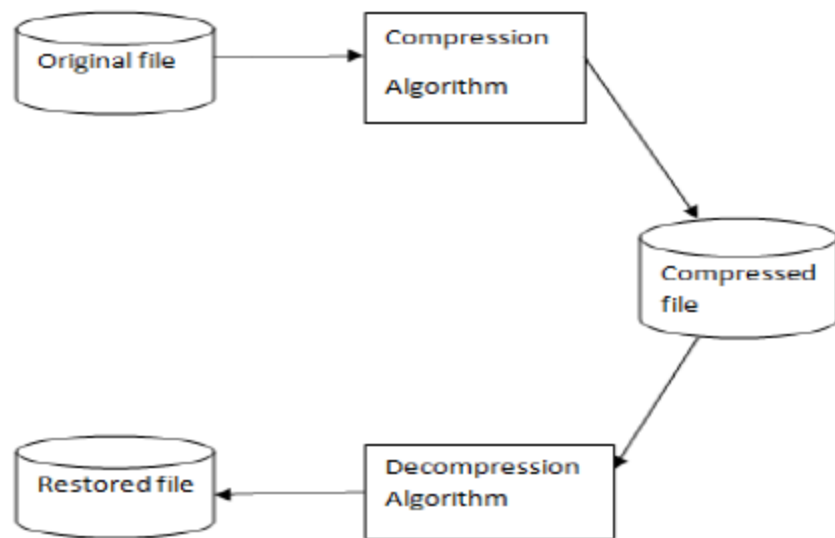 Original file
Compression
Algorithm
Compressed
file
Decompression
Algorithm
Restored file